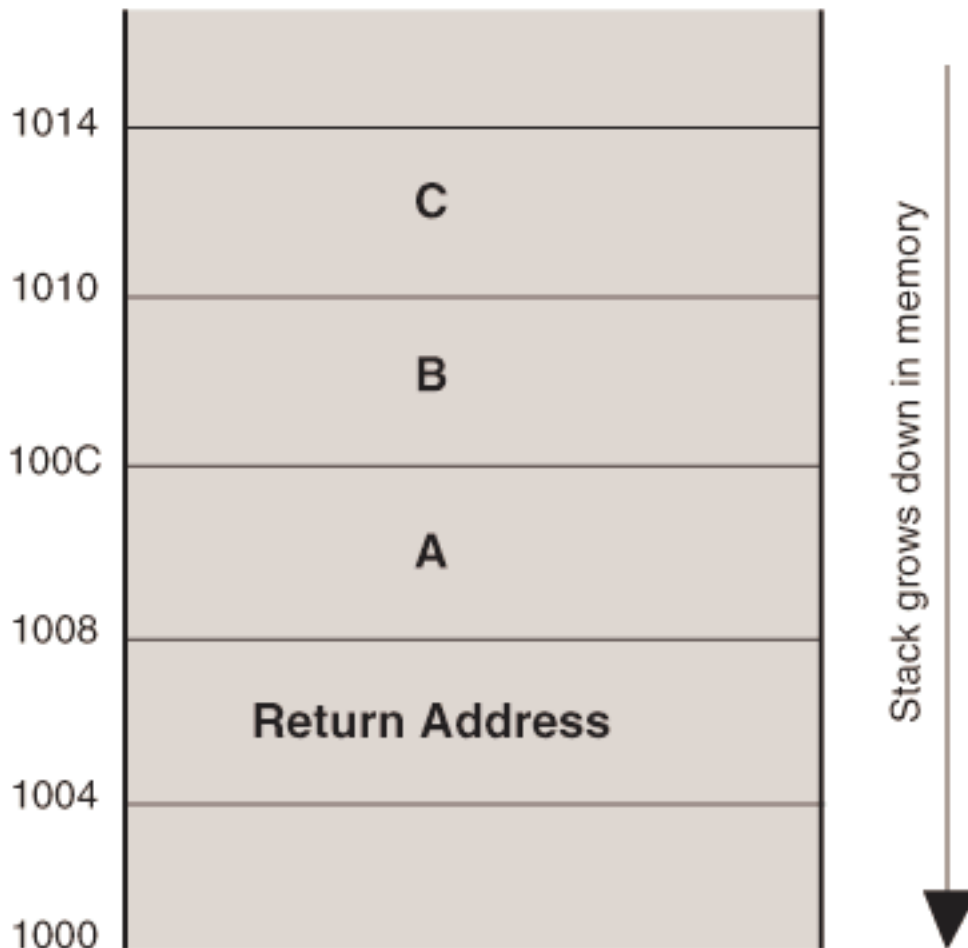 1014
C
1010
B
100C
A
1008
Return Address
1004
1000
Stack grows down in memory